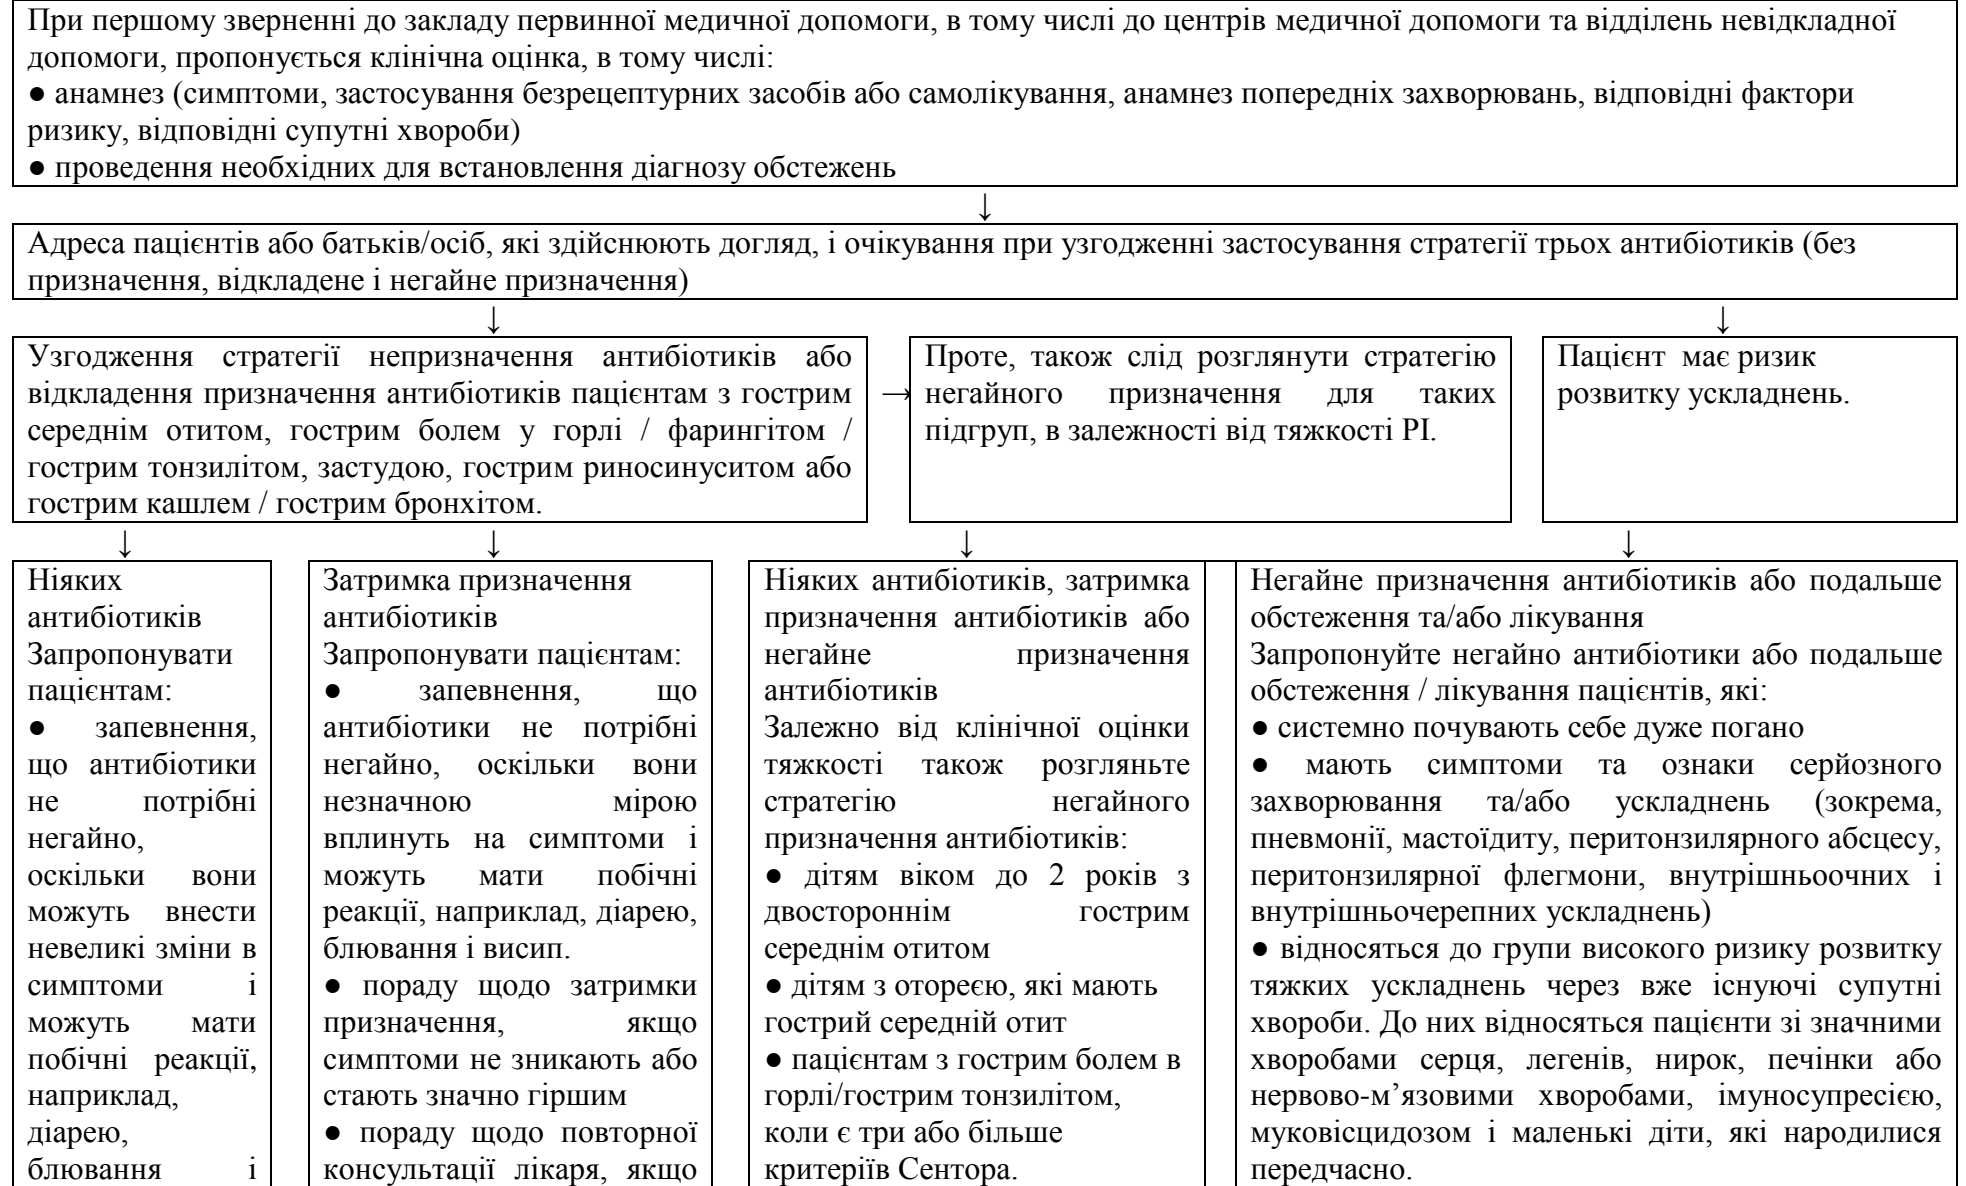 При першому зверненні до закладу первинної медичної допомоги, в тому числі до центрів медичної допомоги та відділень невідкладної
допомоги, пропонується клінічна оцінка, в тому числі:
● анамнез (симптоми, застосування безрецептурних засобів або самолікування, анамнез попередніх захворювань, відповідні фактори
ризику, відповідні супутні хвороби)
● проведення необхідних для встановлення діагнозу обстежень
↓
Адреса пацієнтів або батьків/осіб, які здійснюють догляд, і очікування при узгодженні застосування стратегії трьох антибіотиків (без
призначення, відкладене і негайне призначення)
↓ ↓
Узгодження стратегії непризначення антибіотиків або
відкладення призначення антибіотиків пацієнтам з гострим
середнім отитом, гострим болем у горлі / фарингітом /
гострим тонзилітом, застудою, гострим риносинуситом або
гострим кашлем / гострим бронхітом.
→
Проте, також слід розглянути стратегію
негайного призначення для таких
підгруп, в залежності від тяжкості РІ.
Пацієнт має ризик
розвитку ускладнень.
↓ ↓ ↓ ↓
Ніяких
антибіотиків
Запропонувати
пацієнтам:
● запевнення,
що антибіотики
не потрібні
негайно,
оскільки вони
можуть внести
невеликі зміни в
симптоми і
можуть мати
побічні реакції,
наприклад,
діарею,
блювання і
Затримка призначення
антибіотиків
Запропонувати пацієнтам:
● запевнення, що
антибіотики не потрібні
негайно, оскільки вони
незначною мірою
вплинуть на симптоми і
можуть мати побічні
реакції, наприклад, діарею,
блювання і висип.
● пораду щодо затримки
призначення, якщо
симптоми не зникають або
стають значно гіршим
● пораду щодо повторної
консультації лікаря, якщо
Ніяких антибіотиків, затримка
призначення антибіотиків або
негайне призначення
антибіотиків
Залежно від клінічної оцінки
тяжкості також розгляньте
стратегію негайного
призначення антибіотиків:
● дітям віком до 2 років з
двостороннім гострим
середнім отитом
● дітям з отореєю, які мають
гострий середній отит
● пацієнтам з гострим болем в
горлі/гострим тонзилітом,
коли є три або більше
критеріїв Сентора.
Негайне призначення антибіотиків або подальше
обстеження та/або лікування
Запропонуйте негайно антибіотики або подальше
обстеження / лікування пацієнтів, які:
● системно почувають себе дуже погано
● мають симптоми та ознаки серйозного
захворювання та/або ускладнень (зокрема,
пневмонії, мастоїдиту, перитонзилярного абсцесу,
перитонзилярної флегмони, внутрішньоочних і
внутрішньочерепних ускладнень)
● відносяться до групи високого ризику розвитку
тяжких ускладнень через вже існуючі супутні
хвороби. До них відносяться пацієнти зі значними
хворобами серця, легенів, нирок, печінки або
нервово-м’язовими хворобами, імуносупресією,
муковісцидозом і маленькі діти, які народилися
передчасно.